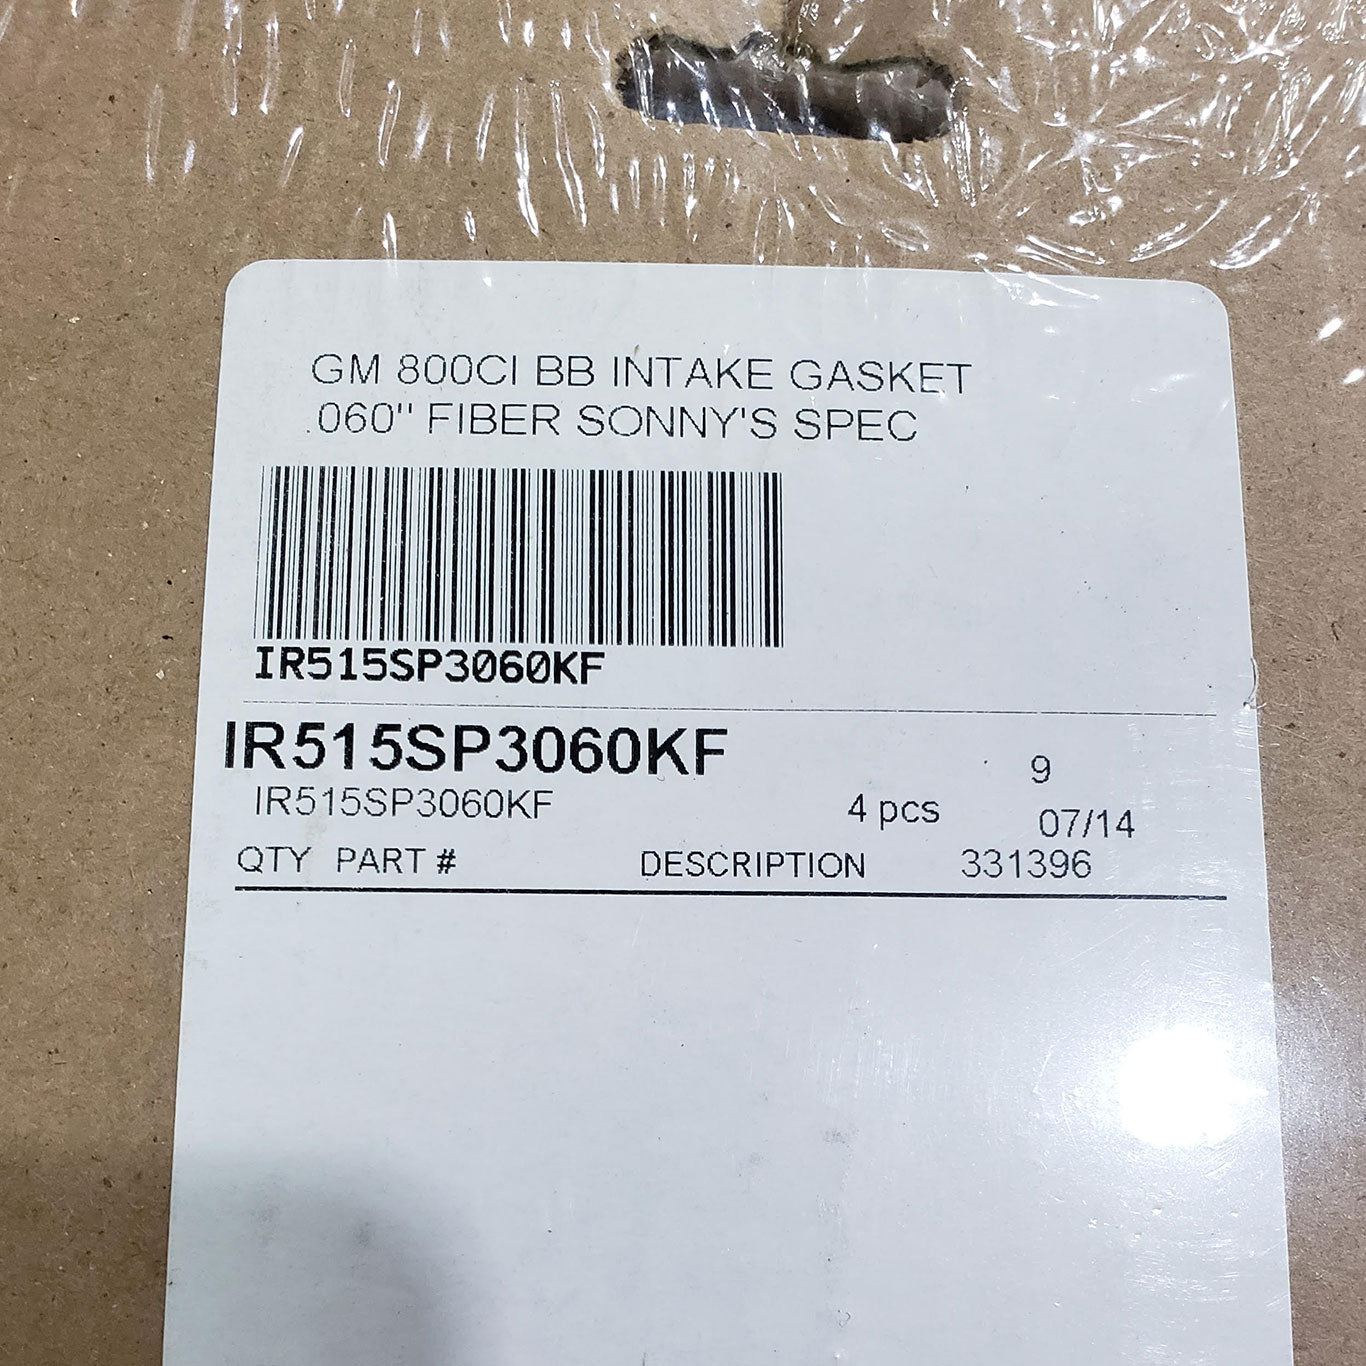 GM 800CI BB INTAKE GASKET
.060" FIBER SONNY'S SPEC
IR515SP3060KF
IR515SP3060KF 9
IR515SP3060KF 4 pcs 07/14
QTY PART # DESCRIPTION 331396